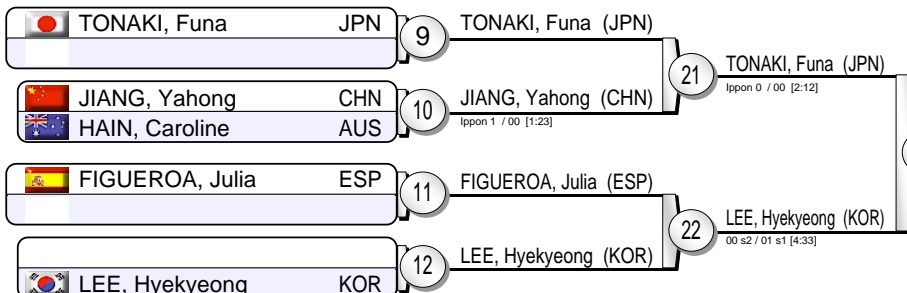 TONAKI, Funa JPN
9
TONAKI, Funa (JPN)
21
TONAKI, Funa (JPN)
Ippon 0 / 00 [2:12]
JIANG, Yahong CHN
HAIN, Caroline AUS
10
JIANG, Yahong (CHN)
Ippon 1 / 00 [1:23]
FIGUEROA, Julia ESP
11
FIGUEROA, Julia (ESP)
22
LEE, Hyekyeong (KOR)
00 s2 / 01 s1 [4:33]
12
LEE, Hyekyeong (KOR)
LEE, Hyekyeong KOR